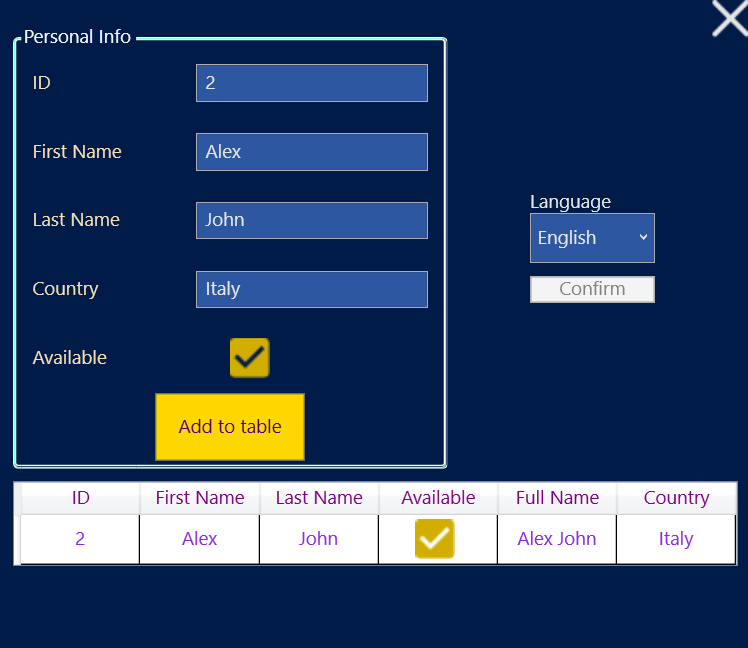 Personal Info
ID 2
First Name Alex
Last Name John
Country Italy
Available
Add to table
Language
English
Confirm
ID First Name Last Name Available Full Name Country
2 Alex John Alex John Italy